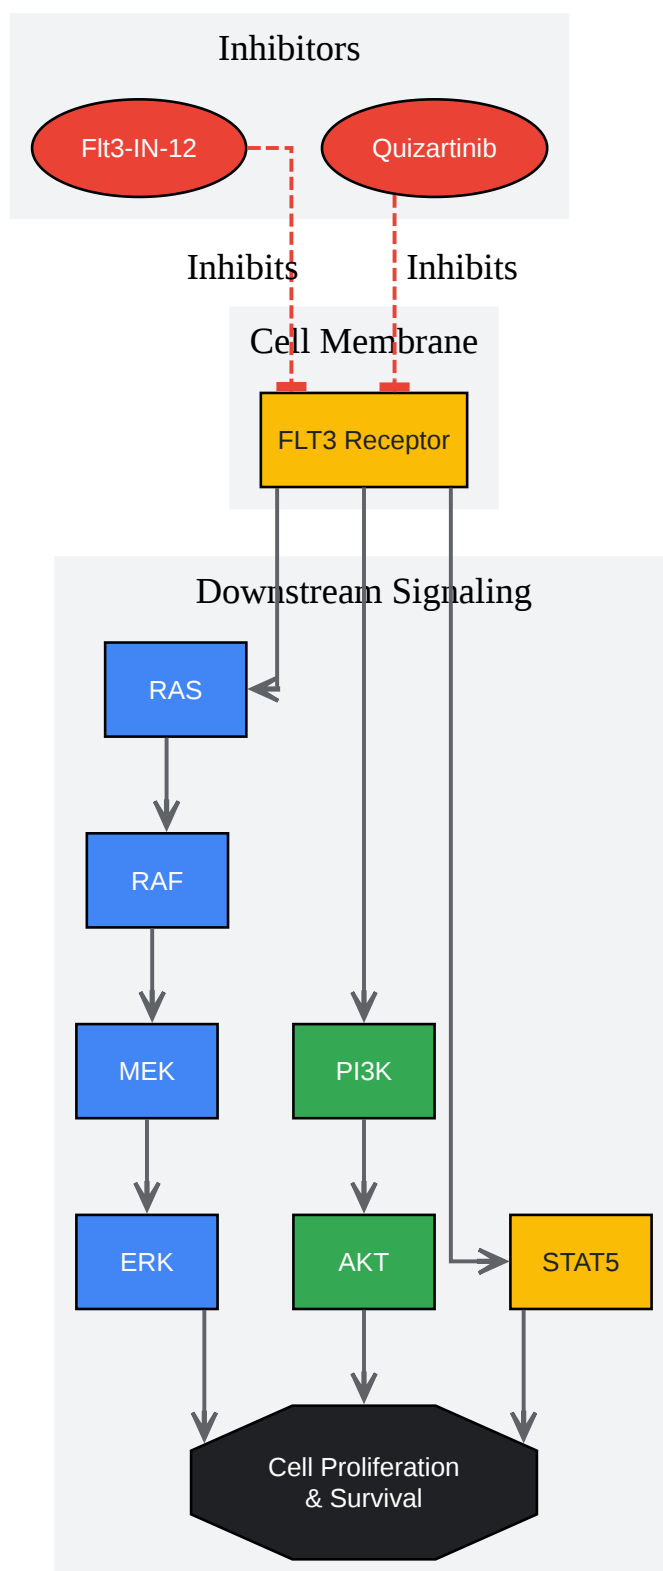 Inhibitors
Flt3-IN-12
Quizartinib
Inhibits
Inhibits
Cell Membrane
FLT3 Receptor
Downstream Signaling
RAS
RAF
MEK
PI3K
ERK
AKT
STAT5
Cell Proliferation
& Survival